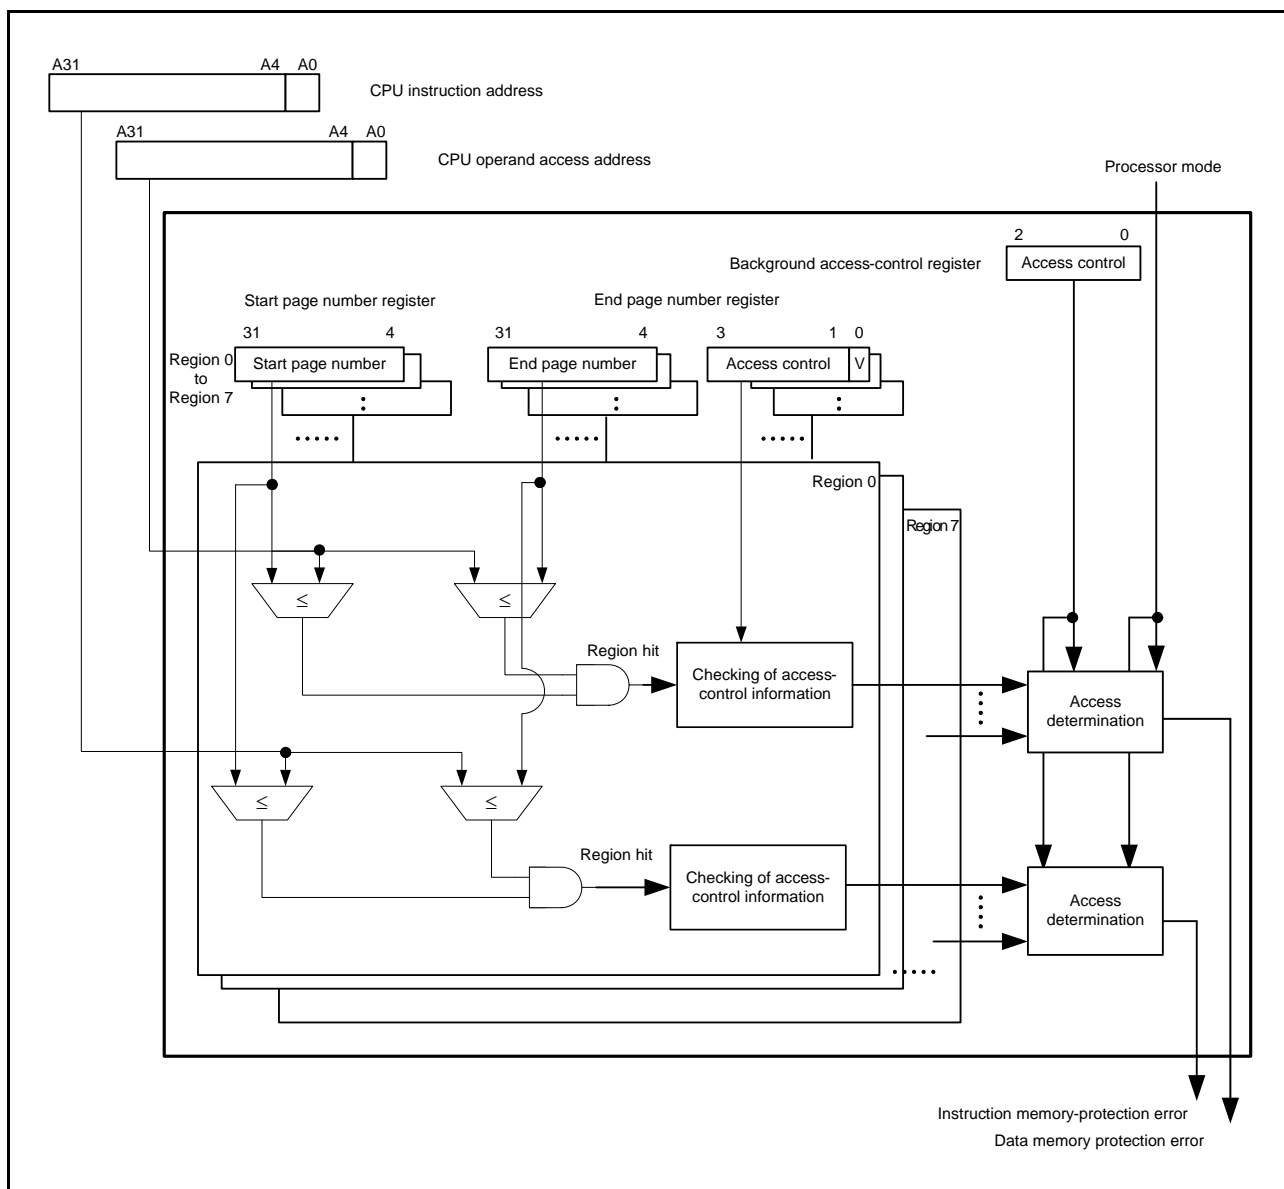 A31 A4 A0
CPU instruction address
A31 A4 A0
CPU operand access address
Processor mode
2 0
Background access-control register
Access control
Start page number register
End page number register
31 4
31 4
3 1 0
Region 0
to
Region 7
Start page number
End page number
Access control V
:
:
:
.....
.....
.....
Region 0
Region 7
≤
≤
Region hit
Checking of access-
control information
Access
determination
≤
≤
Region hit
Checking of access-
control information
Access
determination
.....
Instruction memory-protection error
Data memory protection error